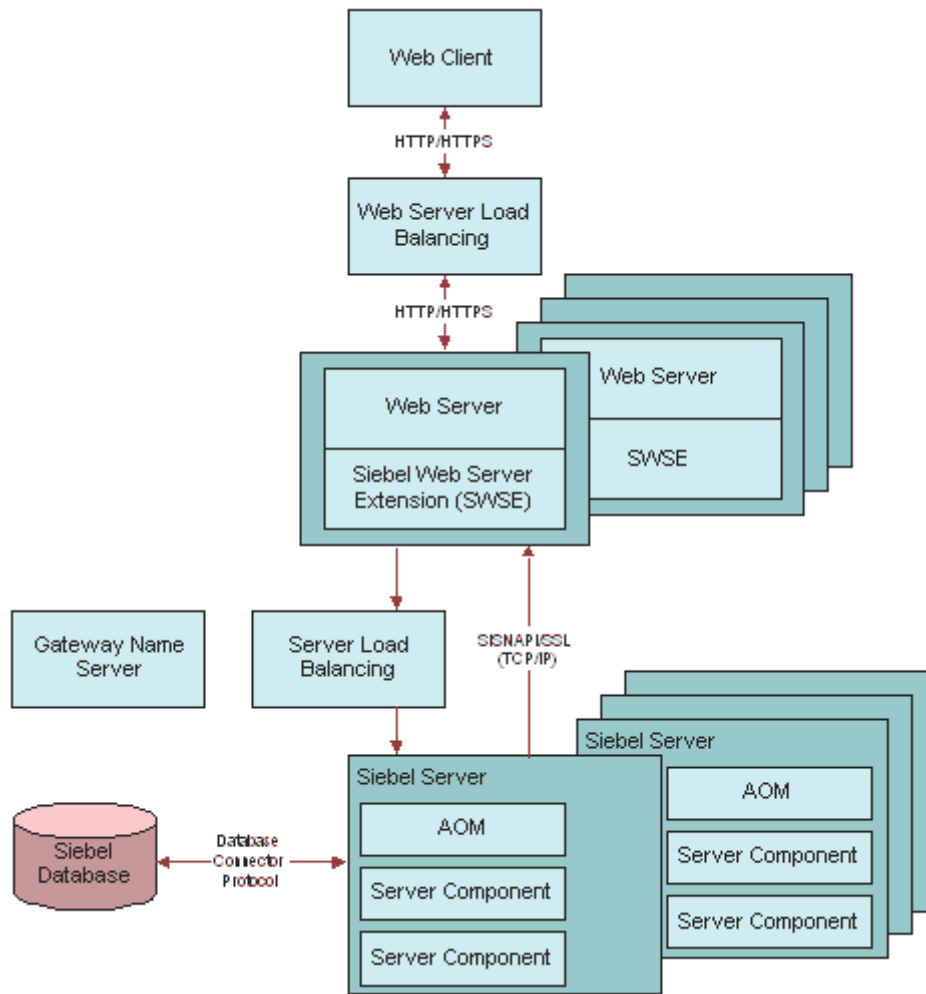 Web Client
HTTP/HTTPS
Web Server Load
Balancing
HTTP/HTTPS
Web Server
Siebel Web Server
Extension (SWSE)
Web Server
SWSE
Gateway Name
Server
Server Load
Balancing
SISNAPI/SSL
(TCP/IP)
Siebel Server
AOM
Server Component
Server Component
Siebel Server
AOM
Server Component
Server Component
Siebel
Database
Database
Connector
Protocol